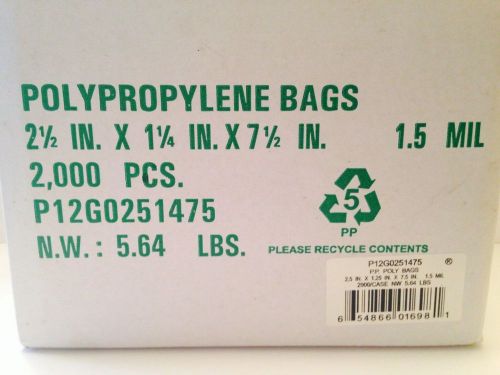 POLYPROPYLENE BAGS
2½ IN. X 1¼ IN. X 7½ IN. 1.5 MIL
2,000 PCS.
P12G0251475
N.W.: 5.64 LBS.
5
PP
PLEASE RECYCLE CONTENTS
P12G0251475 ®
P.P. POLY BAGS
2.5 IN. X 1.25 IN. X 7.5 IN. 1.5 MIL
2000/CASE NW 5.64 LBS
6 54866 01698 1